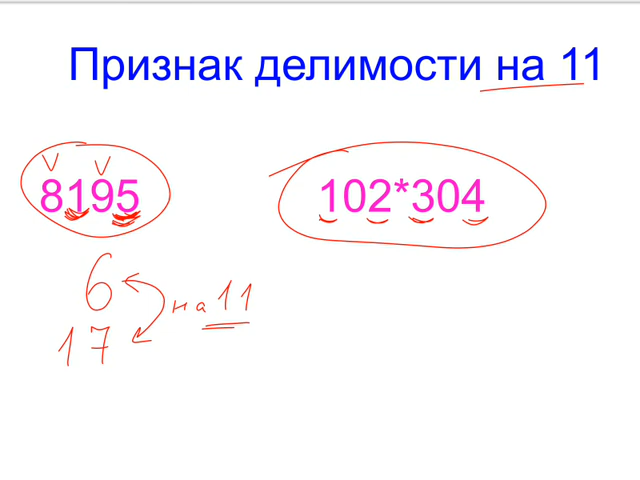 Признак делимости на 11
8195
102*304
6
на 11
17